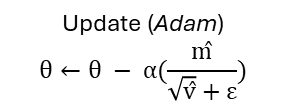 Update (Adam)
θ ← θ − α(m̂ / √v̂ + ε)